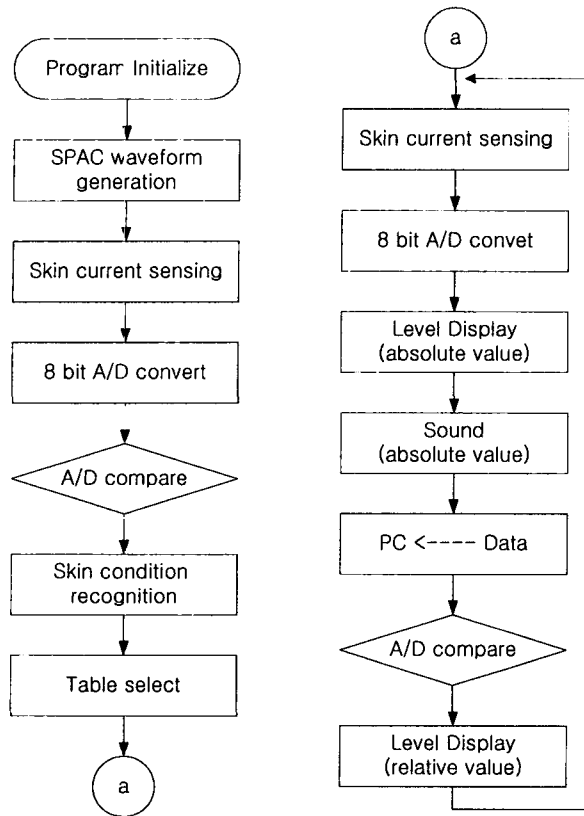 Program Initialize
SPAC waveform
generation
Skin current sensing
8 bit A/D convert
A/D compare
Skin condition
recognition
Table select
a
a
Skin current sensing
8 bit A/D convet
Level Display
(absolute value)
Sound
(absolute value)
PC <---- Data
A/D compare
Level Display
(relative value)